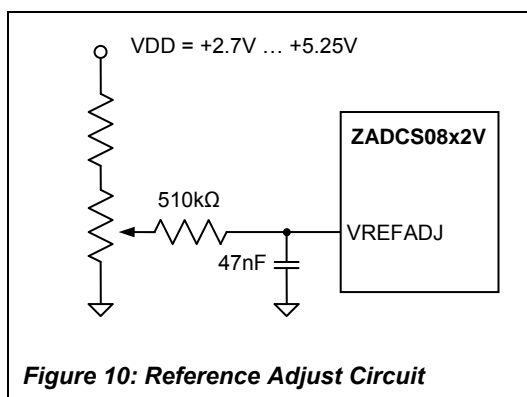 VDD = +2.7V … +5.25V
ZADCS08x2V
510kΩ
VREFADJ
47nF
Figure 10: Reference Adjust Circuit